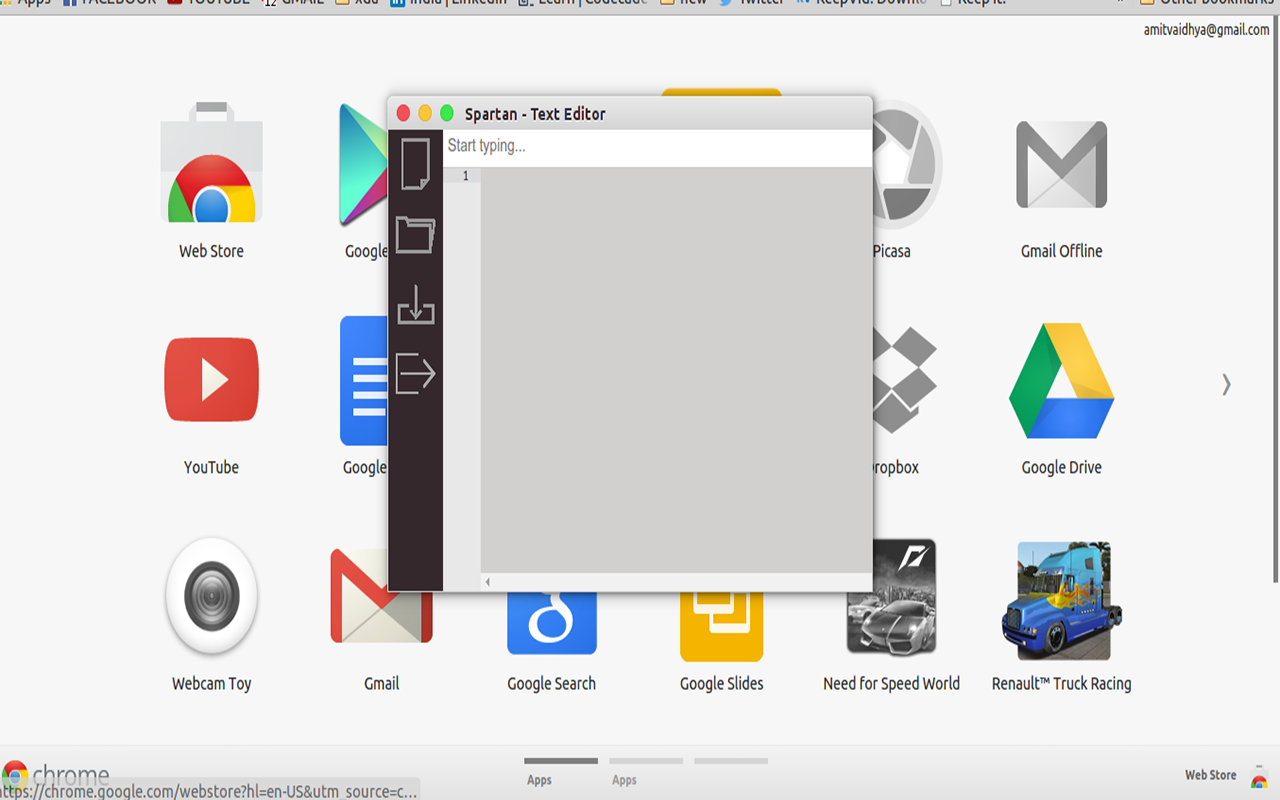 Apps FACEBOOK YOUTUBE GMAIL xda India | LinkedIn Learn | Codecade new Twitter KeepVid: Downlo Keep it! » Other bookmarks
amitvaidhya@gmail.com
Spartan - Text Editor
Start typing...
1
Web Store
Google
Picasa
Gmail Offline
YouTube
Google
ropbox
Google Drive
Webcam Toy
Gmail
Google Search
Google Slides
Need for Speed World
Renault™ Truck Racing
chrome
Apps
Apps
Web Store
https://chrome.google.com/webstore?hl=en-US&utm_source=c...